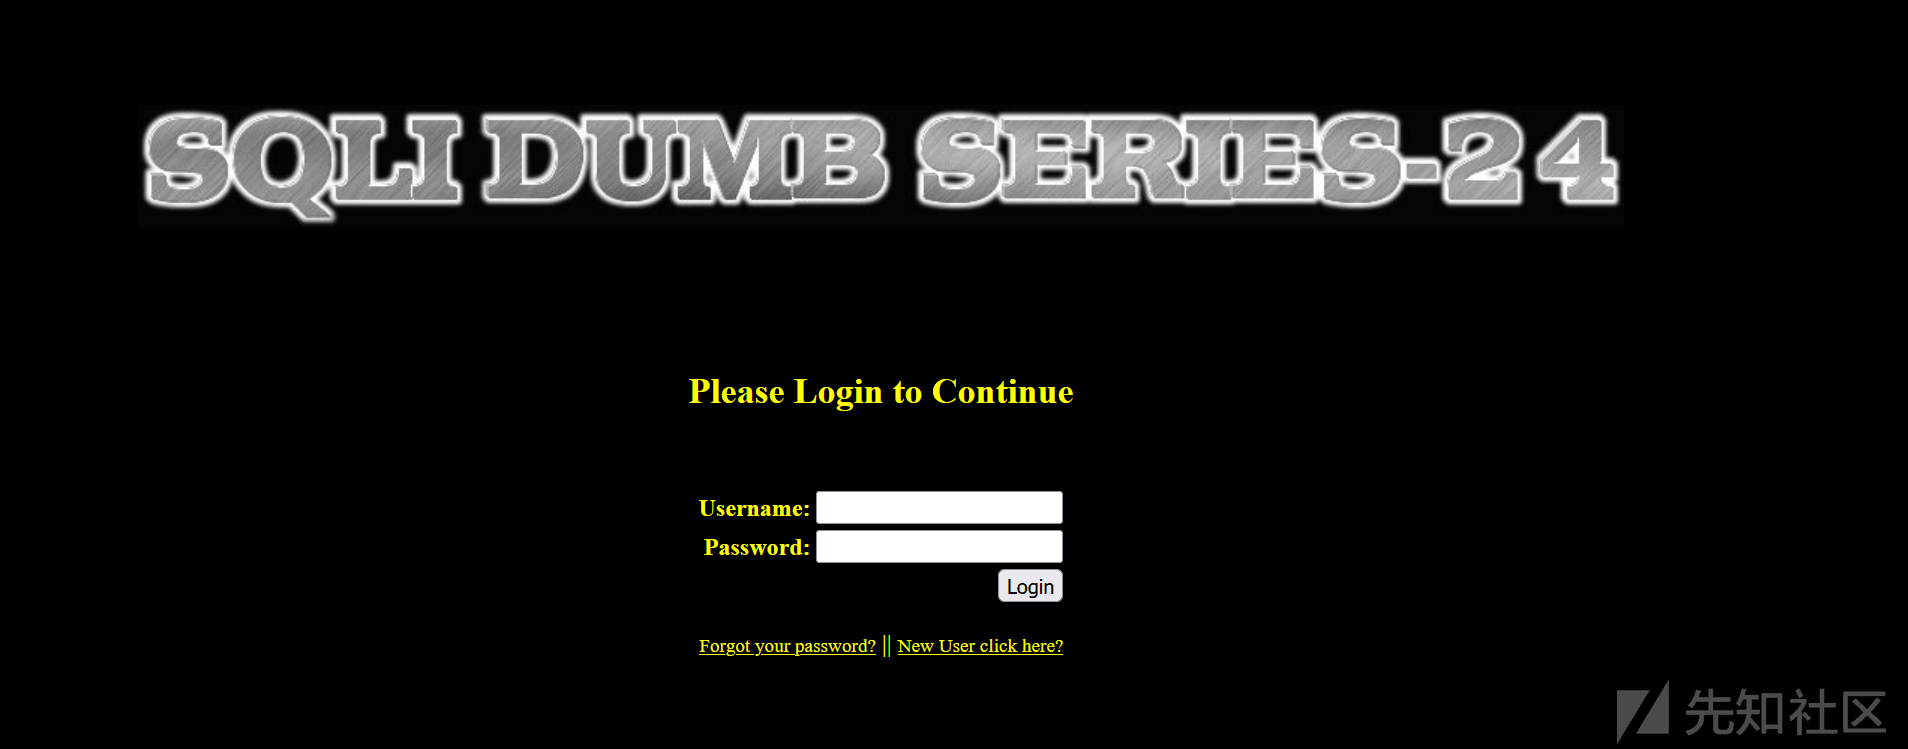 SQLI DUMB SERIES-24
Please Login to Continue
Username:
Password:
Login
Forgot your password? || New User click here?
先知社区